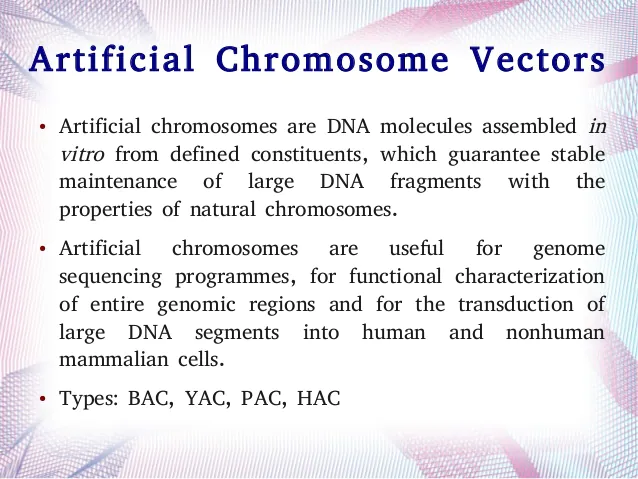 Artificial Chromosome Vectors
• Artificial chromosomes are DNA molecules assembled in
vitro from defined constituents, which guarantee stable
maintenance of large DNA fragments with the
properties of natural chromosomes.
• Artificial chromosomes are useful for genome
sequencing programmes, for functional characterization
of entire genomic regions and for the transduction of
large DNA segments into human and nonhuman
mammalian cells.
• Types: BAC, YAC, PAC, HAC